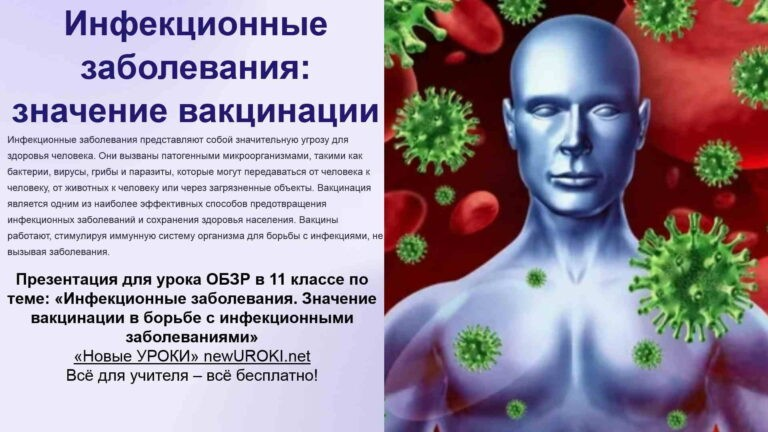 Инфекционные
заболевания:
значение вакцинации
Инфекционные заболевания представляют собой значительную угрозу для
здоровья человека. Они вызваны патогенными микроорганизмами, такими как
бактерии, вирусы, грибы и паразиты, которые могут передаваться от человека к
человеку, от животных к человеку или через загрязненные объекты. Вакцинация
является одним из наиболее эффективных способов предотвращения
инфекционных заболеваний и сохранения здоровья населения. Вакцины
работают, стимулируя иммунную систему организма для борьбы с инфекциями, не
вызывая заболевания.
Презентация для урока ОБЗР в 11 классе по
теме: «Инфекционные заболевания. Значение
вакцинации в борьбе с инфекционными
заболеваниями»
«Новые УРОКИ» newUROKI.net
Всё для учителя – всё бесплатно!